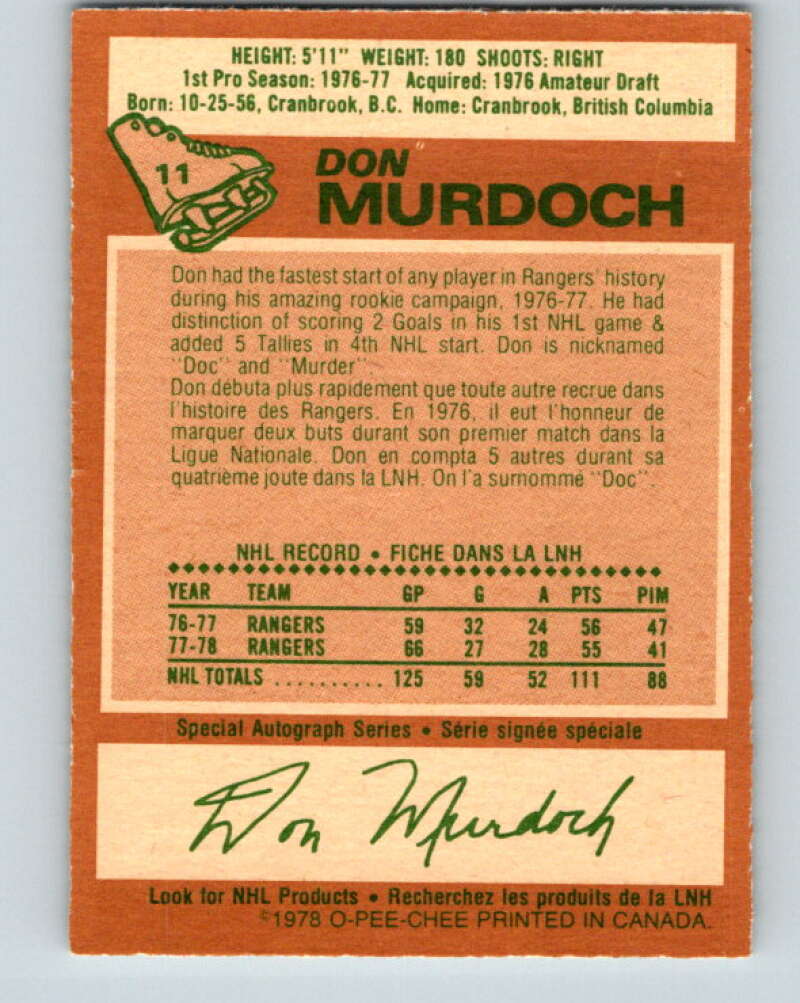 HEIGHT: 5'11" WEIGHT: 180 SHOOTS: RIGHT
1st Pro Season: 1976-77 Acquired: 1976 Amateur Draft
Born: 10-25-56, Cranbrook, B.C. Home: Cranbrook, British Columbia
11
DON
MURDOCH
Don had the fastest start of any player in Rangers' history
during his amazing rookie campaign, 1976-77. He had
distinction of scoring 2 Goals in his 1st NHL game &
added 5 Tallies in 4th NHL start. Don is nicknamed
"Doc" and "Murder".
Don débuta plus rapidement que toute autre recrue dans
l'histoire des Rangers. En 1976, il eut l'honneur de
marquer deux buts durant son premier match dans la
Ligue Nationale. Don en compta 5 autres durant sa
quatrième joute dans la LNH. On l'a surnommé "Doc".
NHL RECORD • FICHE DANS LA LNH
YEAR TEAM GP G A PTS PIM
76-77 RANGERS 59 32 24 56 47
77-78 RANGERS 66 27 28 55 41
NHL TOTALS .......... 125 59 52 111 88
Special Autograph Series • Série signée spéciale
Don Murdoch
Look for NHL Products • Recherchez les produits de la LNH
©1978 O-PEE-CHEE PRINTED IN CANADA.